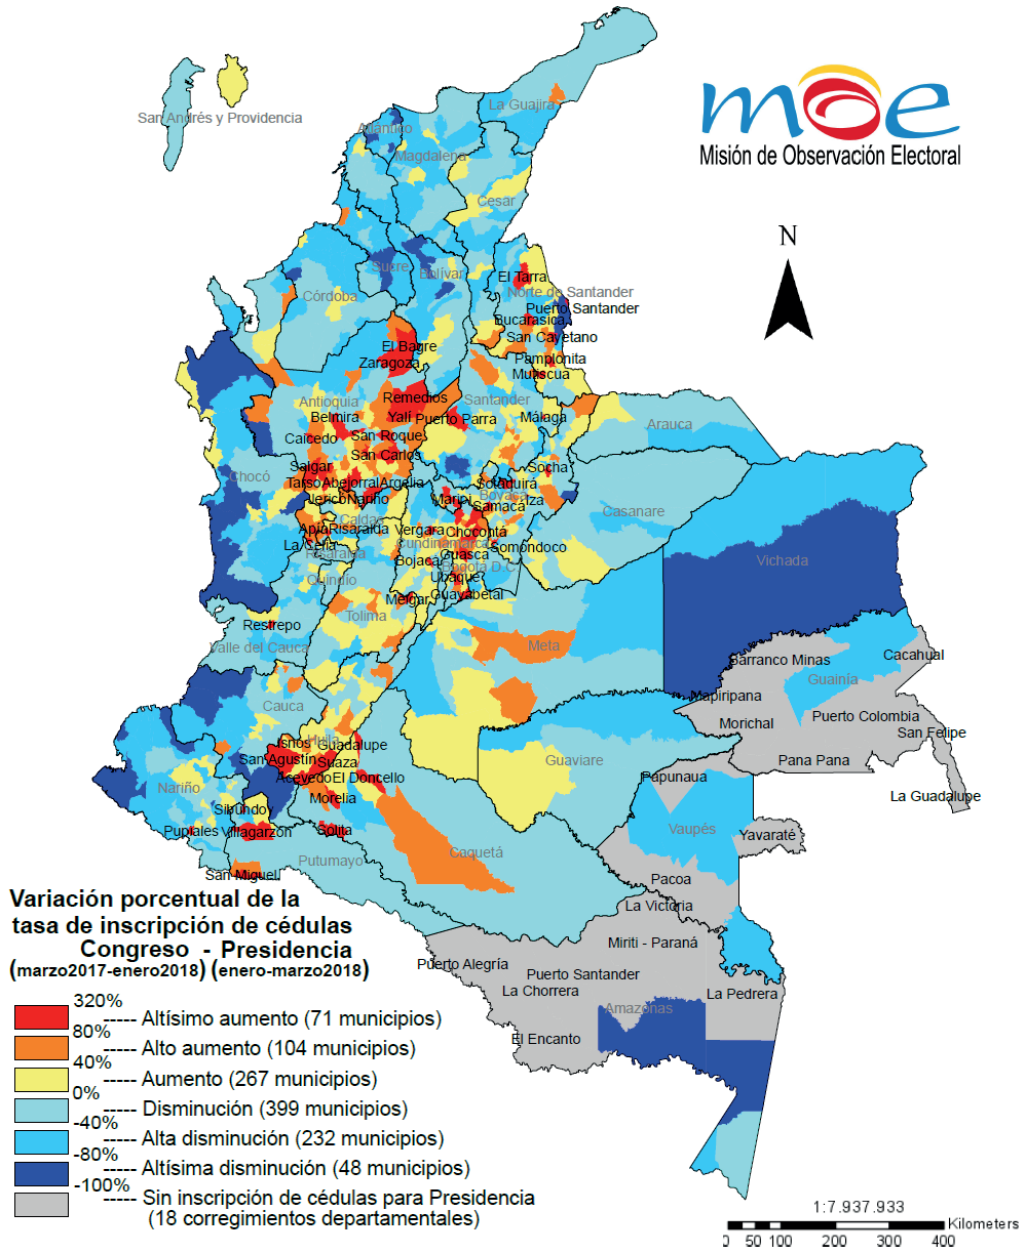 moe
Misión de Observación Electoral
N
San Andrés y Providencia
La Guajira
Atlántico
Magdalena
Cesar
Sucre
Bolívar
Córdoba
El Tarra
Norte de Santander
Puerto Santander
Bucarasica
San Cayetano
Pamplonita
Mutiscua
El Bagre
Zaragoza
Antioquia
Remedios
Santander
Belmira
Yalí
Puerto Parra
Málaga
Arauca
Caicedo
San Roque
San Carlos
Salgar
Socha
Chocó
Tarso
Abejorral
Argelia
Sotaquirá
Boyacá
Jericó
Nariño
Maripí
Samacá
Iza
Casanare
Caldas
Apía
Risaralda
Vergara
Chocontá
La Celia
Risaralda
Cundinamarca
Somondoco
Guasca
Bojacá
Bogotá D.C
Ubaque
Quindío
Guayabetal
Melgar
Vichada
Tolima
Restrepo
Valle del Cauca
Meta
Barranco Minas
Cacahual
Guainía
Mapiripana
Cauca
Morichal
Puerto Colombia
San Felipe
Isnos
Huila
Guadalupe
San Agustín
Suaza
Guaviare
Pana Pana
Acevedo
El Doncello
Papunaua
Nariño
Morelia
La Guadalupe
Sibundoy
Pupiales
Villagarzón
Solita
Vaupés
Yavaraté
Putumayo
Caquetá
San Miguel
Pacoa
La Victoria
Miriti - Paraná
Puerto Alegría
Puerto Santander
La Chorrera
La Pedrera
Amazonas
El Encanto
Variación porcentual de la
tasa de inscripción de cédulas
Congreso - Presidencia
(marzo2017-enero2018) (enero-marzo2018)
320%
----- Altísimo aumento (71 municipios)
80%
----- Alto aumento (104 municipios)
40%
----- Aumento (267 municipios)
0%
----- Disminución (399 municipios)
-40%
----- Alta disminución (232 municipios)
-80%
----- Altísima disminución (48 municipios)
-100%
----- Sin inscripción de cédulas para Presidencia
(18 corregimientos departamentales)
1:7.937.933
Kilometers
0 50 100 200 300 400